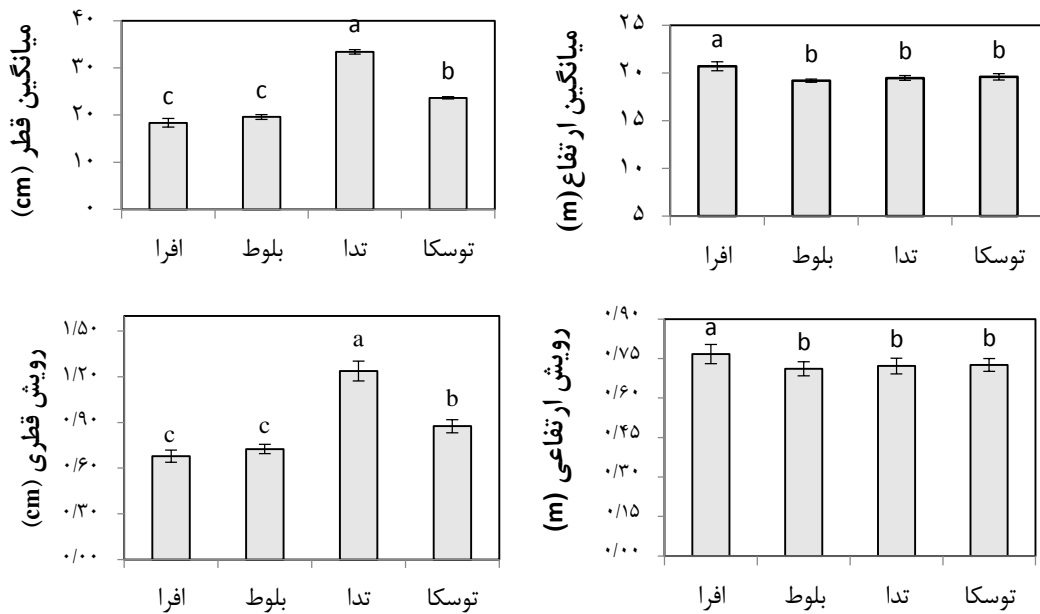 میانگین قطر (cm)
۴۰
۳۰
۲۰
۱۰
۰
c
c
a
b
افرا
بلوط
تدا
توسکا
میانگین ارتفاع(m)
۲۵
۲۰
۱۵
۱۰
۵
a
b
b
b
افرا
بلوط
تدا
توسکا
رویش قطری (cm)
۱/۵۰
۱/۲۰
۰/۹۰
۰/۶۰
۰/۳۰
۰/۰۰
c
c
a
b
افرا
بلوط
تدا
توسکا
رویش ارتفاعی (m)
۰/۹۰
۰/۷۵
۰/۶۰
۰/۴۵
۰/۳۰
۰/۱۵
۰/۰۰
a
b
b
b
افرا
بلوط
تدا
توسکا